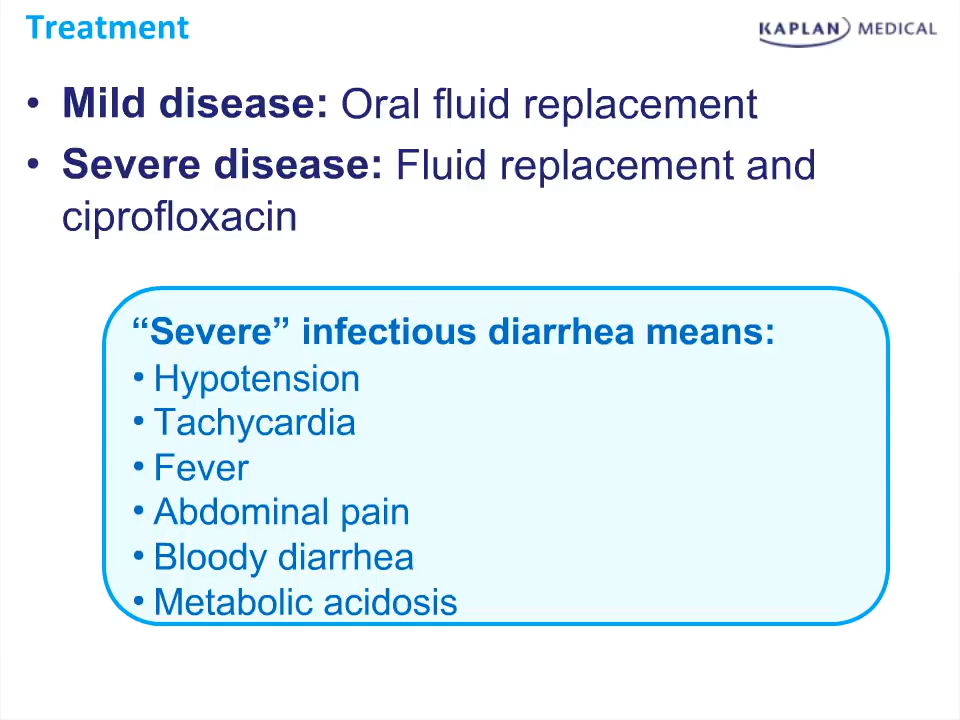 Treatment
KAPLAN MEDICAL
• Mild disease: Oral fluid replacement
• Severe disease: Fluid replacement and
ciprofloxacin
“Severe” infectious diarrhea means:
• Hypotension
• Tachycardia
• Fever
• Abdominal pain
• Bloody diarrhea
• Metabolic acidosis